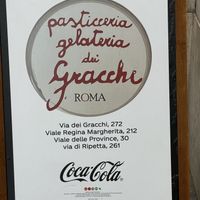 pasticceria
gelateria
dei
Gracchi
ROMA
Via dei Gracchi, 272
Viale Regina Margherita, 212
Viale delle Province, 30
via di Ripetta, 261
Coca-Cola